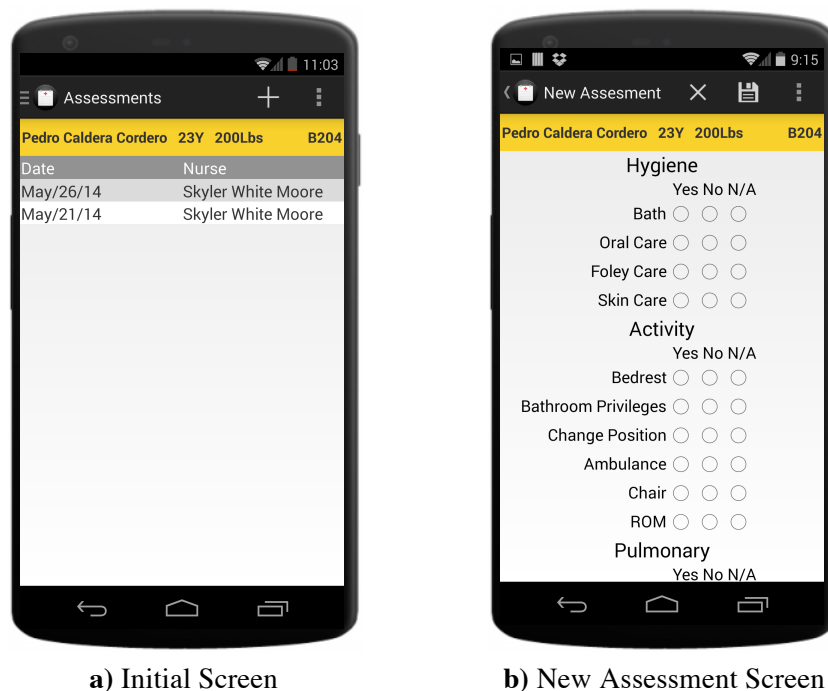 11:03
Assessments
Pedro Caldera Cordero 23Y 200Lbs B204
Date Nurse
May/26/14 Skyler White Moore
May/21/14 Skyler White Moore
a) Initial Screen
9:15
New Assesment
Pedro Caldera Cordero 23Y 200Lbs B204
Hygiene
Yes No N/A
Bath
Oral Care
Foley Care
Skin Care
Activity
Yes No N/A
Bedrest
Bathroom Privileges
Change Position
Ambulance
Chair
ROM
Pulmonary
Yes No N/A
b) New Assessment Screen